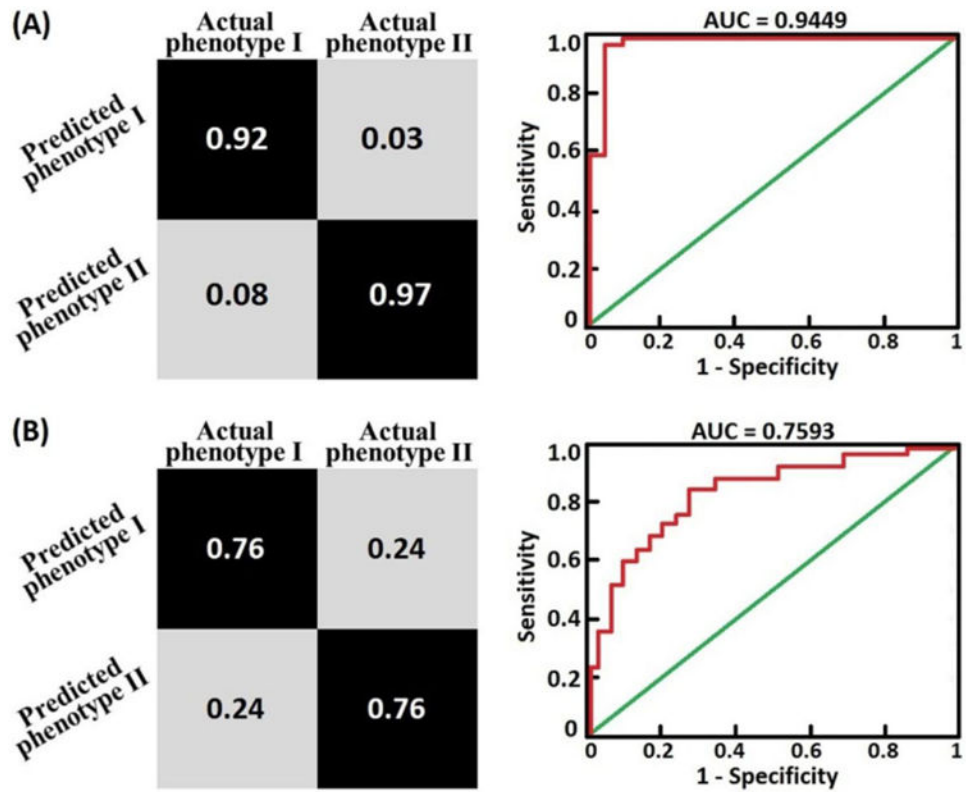 (A)
Actual phenotype I
Actual phenotype II
Predicted phenotype I
0.92
0.03
Predicted phenotype II
0.08
0.97
AUC = 0.9449
Sensitivity
1.0
0.8
0.6
0.4
0.2
0
0 0.2 0.4 0.6 0.8 1
1 - Specificity
(B)
Actual phenotype I
Actual phenotype II
Predicted phenotype I
0.76
0.24
Predicted phenotype II
0.24
0.76
AUC = 0.7593
Sensitivity
1.0
0.8
0.6
0.4
0.2
0
0 0.2 0.4 0.6 0.8 1
1 - Specificity